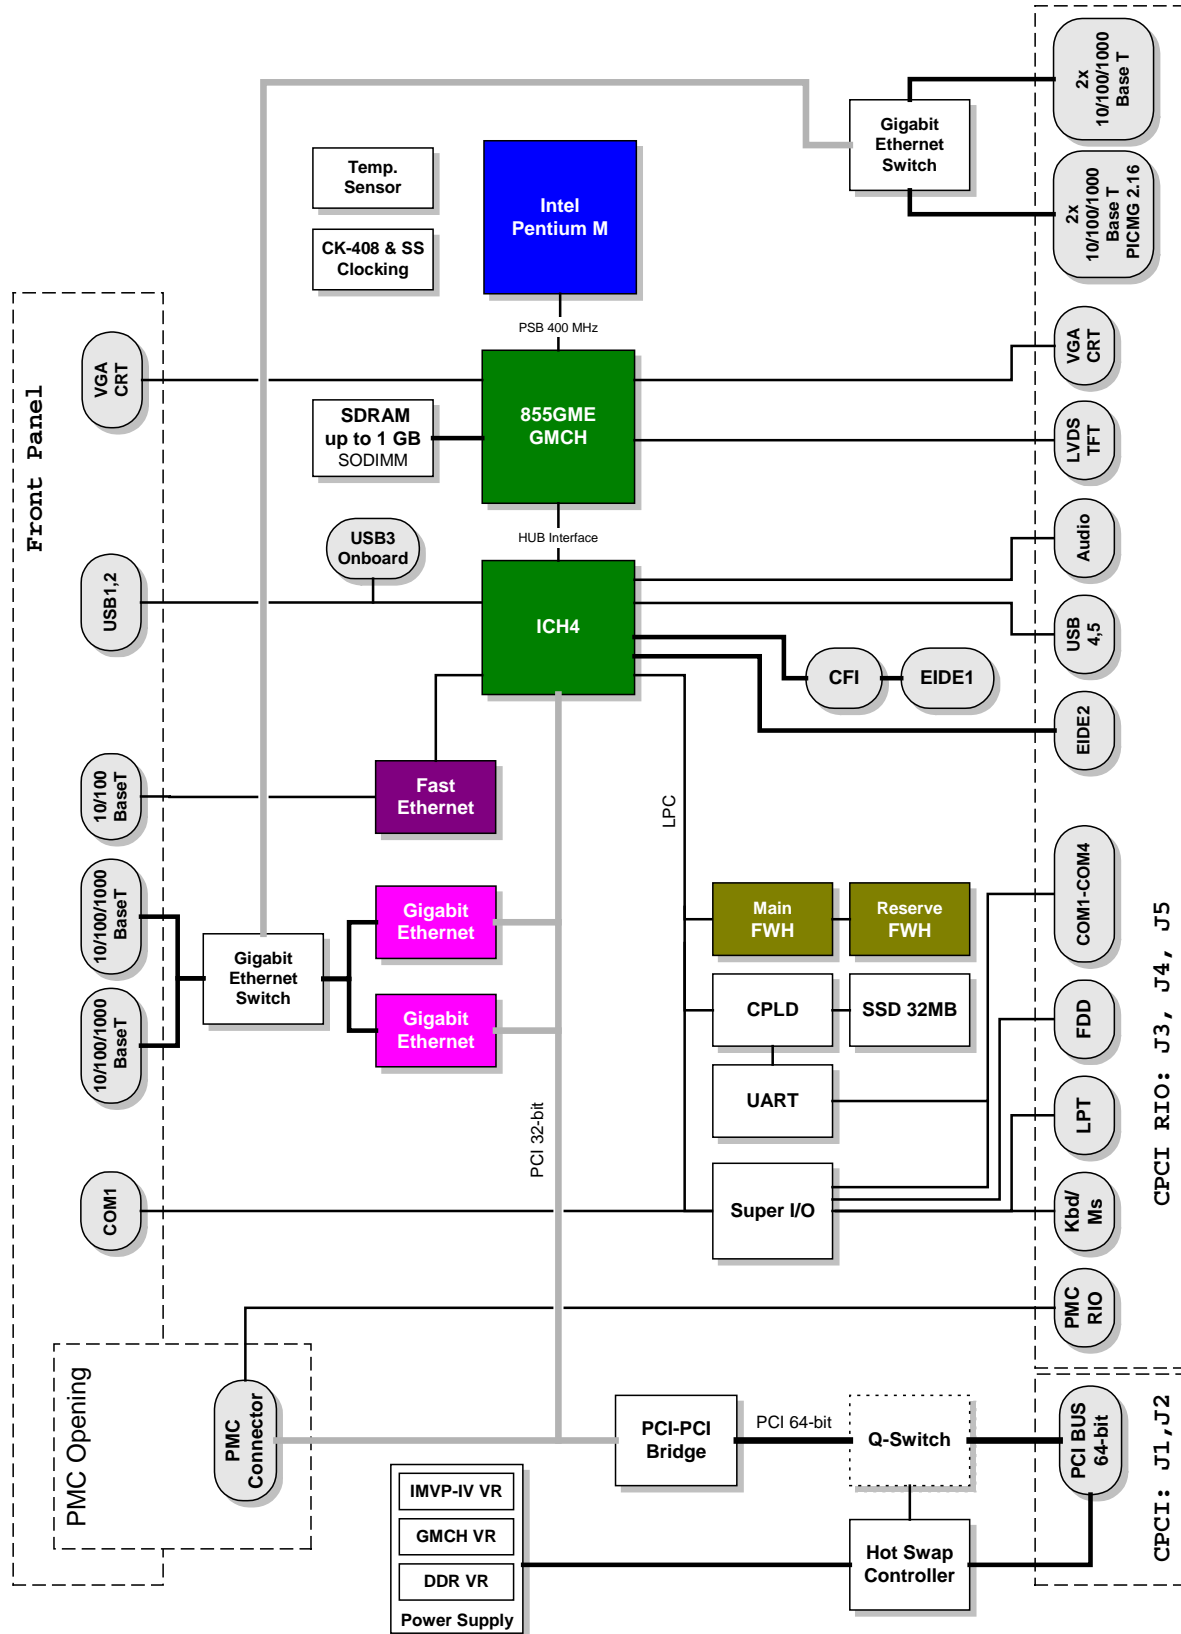 2x
10/100/1000
Base T
Gigabit
Ethernet
Switch
2x
10/100/1000
Base T
PICMG 2.16
Temp.
Sensor
CK-408 & SS
Clocking
Intel
Pentium M
PSB 400 MHz
Front Panel
VGA
CRT
SDRAM
up to 1 GB
SODIMM
855GME
GMCH
VGA
CRT
LVDS
TFT
HUB Interface
USB3
Onboard
USB1,2
ICH4
Audio
USB
4,5
CFI
EIDE1
EIDE2
10/100
BaseT
Fast
Ethernet
LPC
10/100/1000
BaseT
10/100/1000
BaseT
Gigabit
Ethernet
Switch
Gigabit
Ethernet
Gigabit
Ethernet
Main
FWH
Reserve
FWH
CPLD
SSD 32MB
UART
COM1-COM4
FDD
LPT
CPCI RIO: J3, J4, J5
PCI 32-bit
COM1
Super I/O
Kbd/
Ms
PMC
RIO
PMC Opening
PMC
Connector
PCI-PCI
Bridge
PCI 64-bit
Q-Switch
PCI BUS
64-bit
CPCI: J1,J2
IMVP-IV VR
GMCH VR
DDR VR
Power Supply
Hot Swap
Controller